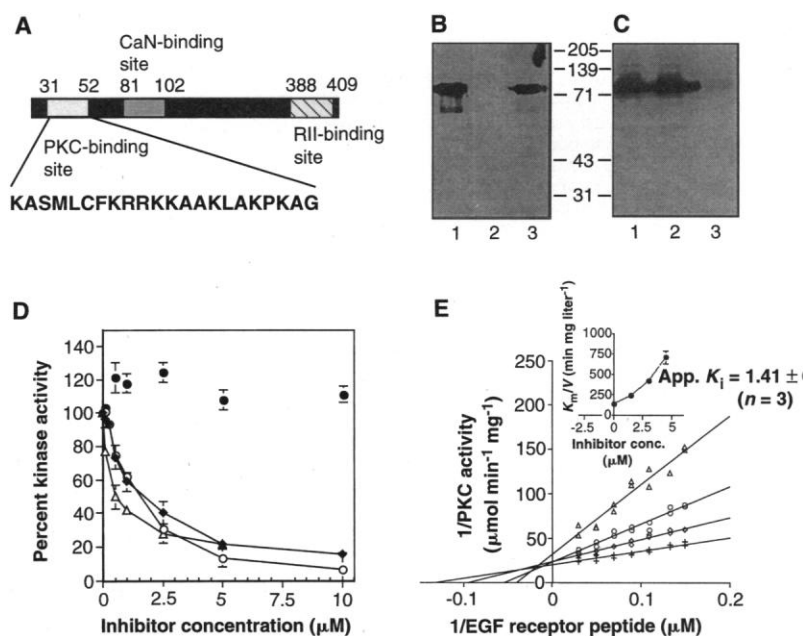 A
CaN-binding
site
31 52 81 102 388 409
PKC-binding
site
RII-binding
site
KASMLCFKRRKKAAKLAKPKAG
B
C
205
139
71
43
31
1 2 3
1 2 3
D
Percent kinase activity
140
120
100
80
60
40
20
0
0 2.5 5.0 7.5 10
Inhibitor concentration (μM)
E
Km/V (min mg liter-1)
1000
750
500
250
0
-2.5 0 2.5 5
Inhibitor conc.
(μM)
App. Ki = 1.41 ±
(n = 3)
1/PKC activity
(μmol min-1 mg-1)
250
200
150
100
50
0
-0.1 0 0.1 0.2
1/EGF receptor peptide (μM)